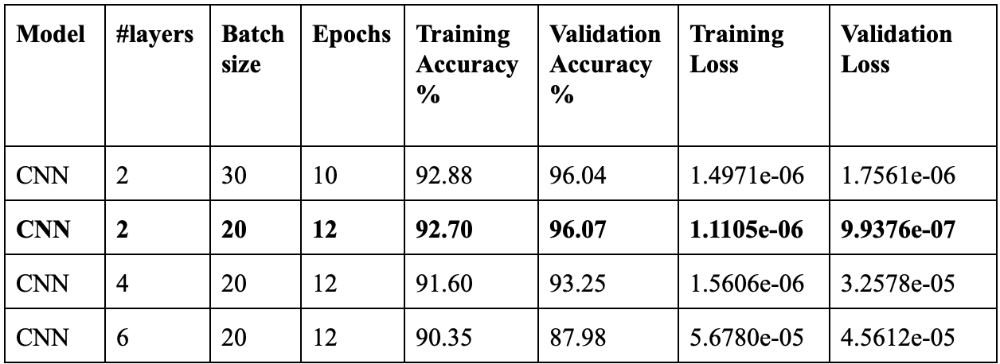 Model #layers Batch size Epochs Training Accuracy % Validation Accuracy % Training Loss Validation Loss
CNN 2 30 10 92.88 96.04 1.4971e-06 1.7561e-06
CNN 2 20 12 92.70 96.07 1.1105e-06 9.9376e-07
CNN 4 20 12 91.60 93.25 1.5606e-06 3.2578e-05
CNN 6 20 12 90.35 87.98 5.6780e-05 4.5612e-05